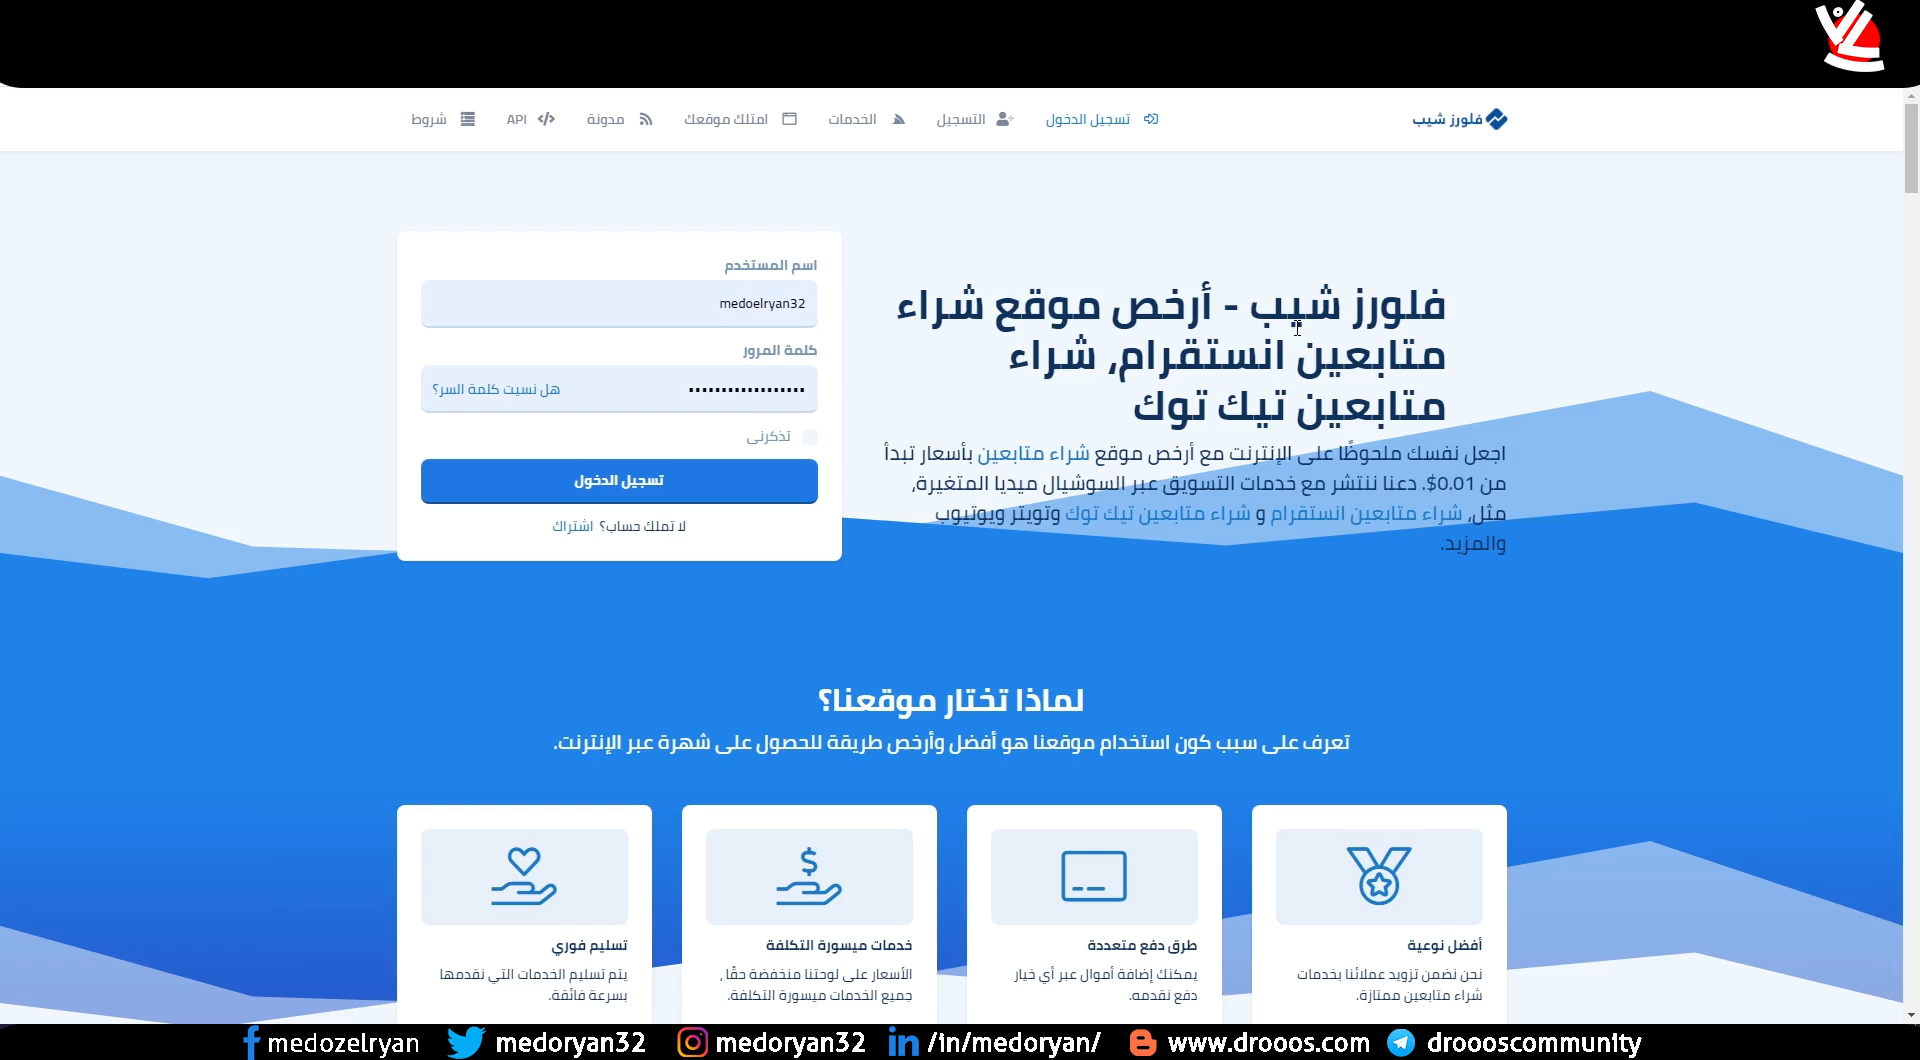 فلورز شيب
تسجيل الدخول
التسجيل
الخدمات
امتلك موقعك
مدونة
API
شروط
فلورز شيب - أرخص موقع شراء
متابعين انستقرام, شراء
متابعين تيك توك
اجعل نفسك ملحوظًا على الإنترنت مع أرخص موقع شراء متابعين بأسعار تبدأ
من 0.01$. دعنا ننتشر مع خدمات التسويق عبر السوشيال ميديا المتغيرة,
مثل, شراء متابعين انستقرام و شراء متابعين تيك توك وتويتر ويوتيوب
والمزيد.
اسم المستخدم
medoelryan32
كلمة المرور
هل نسيت كلمة السر؟
تذكرنى
تسجيل الدخول
لا تملك حساب؟ اشتراك
لماذا تختار موقعنا؟
تعرف على سبب كون استخدام موقعنا هو أفضل وأرخص طريقة للحصول على شهرة عبر الإنترنت.
أفضل نوعية
نحن نضمن تزويد عملائنا بخدمات
شراء متابعين ممتازة.
طرق دفع متعددة
يمكنك إضافة أموال عبر أي خيار
دفع نقدمه.
خدمات ميسورة التكلفة
الأسعار على لوحتنا منخفضة حقًا ,
جميع الخدمات ميسورة التكلفة.
تسليم فوري
يتم تسليم الخدمات التي نقدمها
بسرعة فائقة.
medozelryan
medoryan32
medoryan32
/in/medoryan/
www.drooos.com
droooscommunity